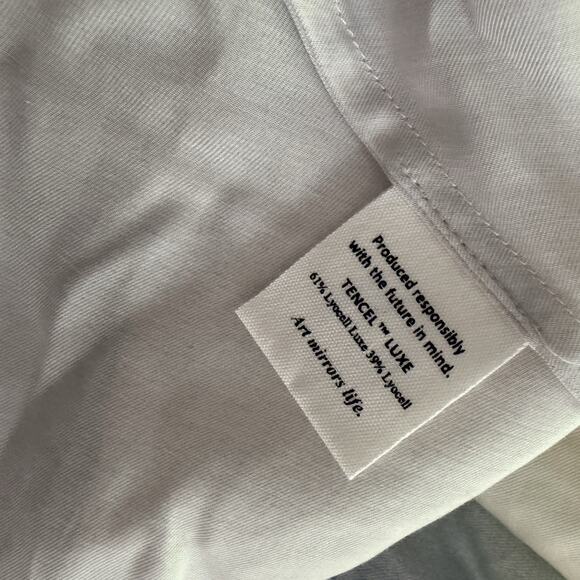 Produced responsibly
with the future in mind.
TENCEL™ LUXE
61% Lyocell Luxe 39% Lyocell
Art mirrors life.